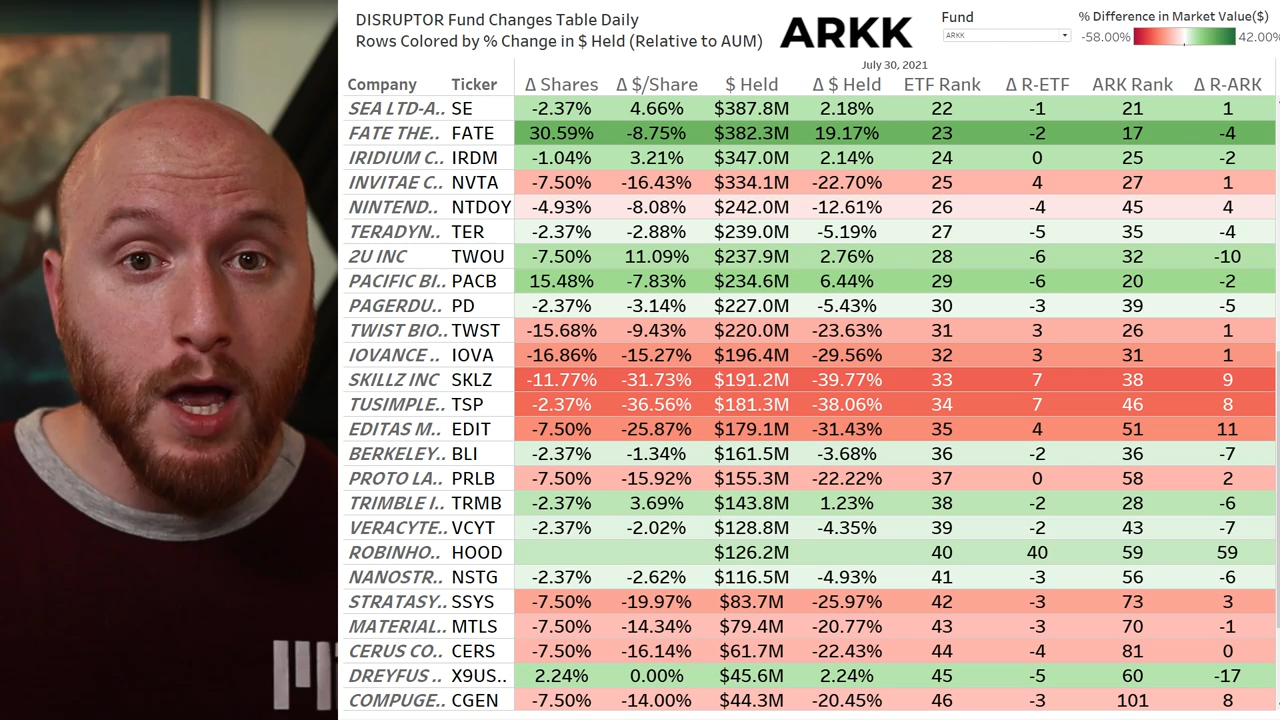 DISRUPTOR Fund Changes Table Daily
Rows Colored by % Change in $ Held (Relative to AUM)
ARKK
Fund
ARKK
% Difference in Market Value($)
-58.00% 42.00%
July 30, 2021
Company Ticker Δ Shares Δ $/Share $ Held Δ $ Held ETF Rank Δ R-ETF ARK Rank Δ R-ARK
SEA LTD-A.. SE -2.37% 4.66% $387.8M 2.18% 22 -1 21 1
FATE THE.. FATE 30.59% -8.75% $382.3M 19.17% 23 -2 17 -4
IRIDIUM C.. IRDM -1.04% 3.21% $347.0M 2.14% 24 0 25 -2
INVITAE C.. NVTA -7.50% -16.43% $334.1M -22.70% 25 4 27 1
NINTEND.. NTDOY -4.93% -8.08% $242.0M -12.61% 26 -4 45 4
TERADYN.. TER -2.37% -2.88% $239.0M -5.19% 27 -5 35 -4
2U INC TWOU -7.50% 11.09% $237.9M 2.76% 28 -6 32 -10
PACIFIC BI.. PACB 15.48% -7.83% $234.6M 6.44% 29 -6 20 -2
PAGERDU.. PD -2.37% -3.14% $227.0M -5.43% 30 -3 39 -5
TWIST BIO.. TWST -15.68% -9.43% $220.0M -23.63% 31 3 26 1
IOVANCE .. IOVA -16.86% -15.27% $196.4M -29.56% 32 3 31 1
SKILLZ INC SKLZ -11.77% -31.73% $191.2M -39.77% 33 7 38 9
TUSIMPLE.. TSP -2.37% -36.56% $181.3M -38.06% 34 7 46 8
EDITAS M.. EDIT -7.50% -25.87% $179.1M -31.43% 35 4 51 11
BERKELEY.. BLI -2.37% -1.34% $161.5M -3.68% 36 -2 36 -7
PROTO LA.. PRLB -7.50% -15.92% $155.3M -22.22% 37 0 58 2
TRIMBLE I.. TRMB -2.37% 3.69% $143.8M 1.23% 38 -2 28 -6
VERACYTE.. VCYT -2.37% -2.02% $128.8M -4.35% 39 -2 43 -7
ROBINHO.. HOOD $126.2M 40 40 59 59
NANOSTR.. NSTG -2.37% -2.62% $116.5M -4.93% 41 -3 56 -6
STRATASY.. SSYS -7.50% -19.97% $83.7M -25.97% 42 -3 73 3
MATERIAL.. MTLS -7.50% -14.34% $79.4M -20.77% 43 -3 70 -1
CERUS CO.. CERS -7.50% -16.14% $61.7M -22.43% 44 -4 81 0
DREYFUS .. X9US.. 2.24% 0.00% $45.6M 2.24% 45 -5 60 -17
COMPUGE.. CGEN -7.50% -14.00% $44.3M -20.45% 46 -3 101 8